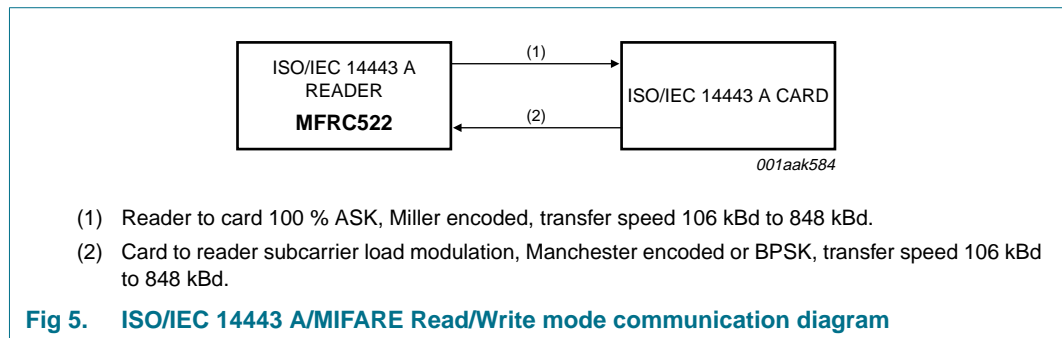 ISO/IEC 14443 A
READER
MFRC522
(1)
(2)
ISO/IEC 14443 A CARD
001aak584
(1) Reader to card 100 % ASK, Miller encoded, transfer speed 106 kBd to 848 kBd.
(2) Card to reader subcarrier load modulation, Manchester encoded or BPSK, transfer speed 106 kBd
to 848 kBd.
Fig 5. ISO/IEC 14443 A/MIFARE Read/Write mode communication diagram